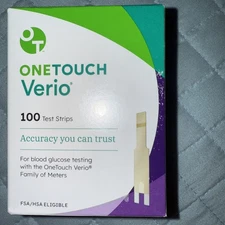 OT
ONETOUCH
Verio®
100 Test Strips
Accuracy you can trust
For blood glucose testing
with the OneTouch Verio®
Family of Meters
FSA/HSA ELIGIBLE